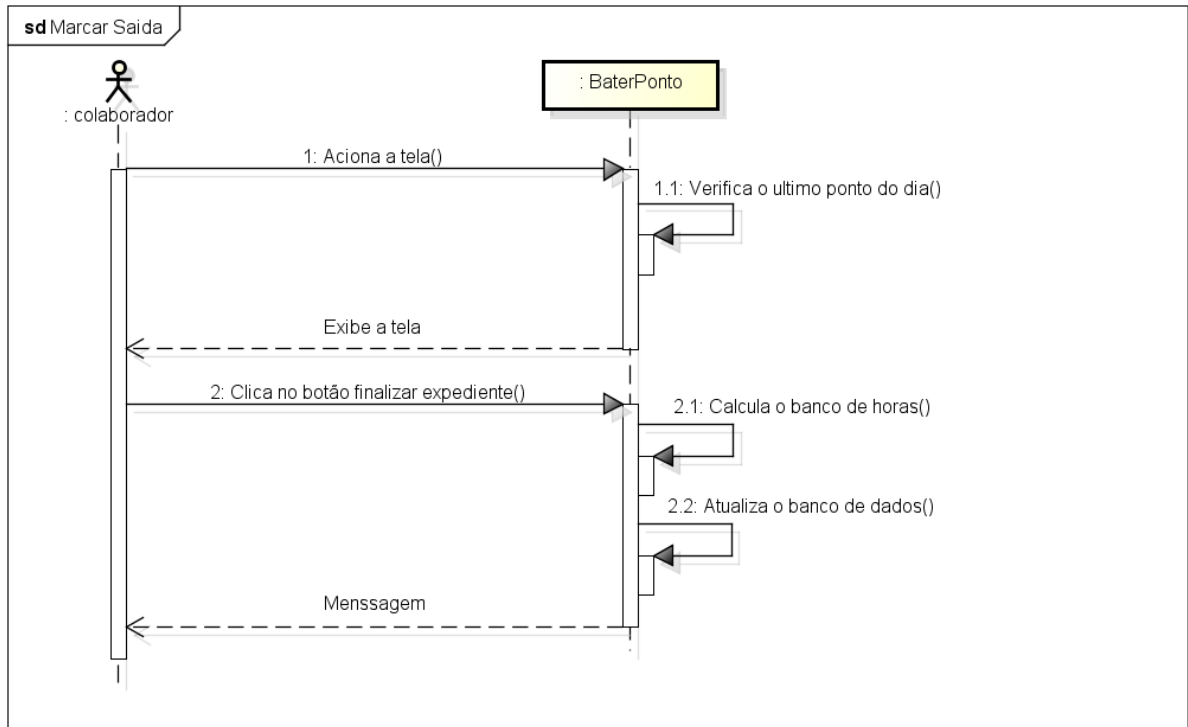 sd Marcar Saida
: colaborador
: BaterPonto
1: Aciona a tela()
1.1: Verifica o ultimo ponto do dia()
Exibe a tela
2: Clica no botão finalizar expediente()
2.1: Calcula o banco de horas()
2.2: Atualiza o banco de dados()
Menssagem